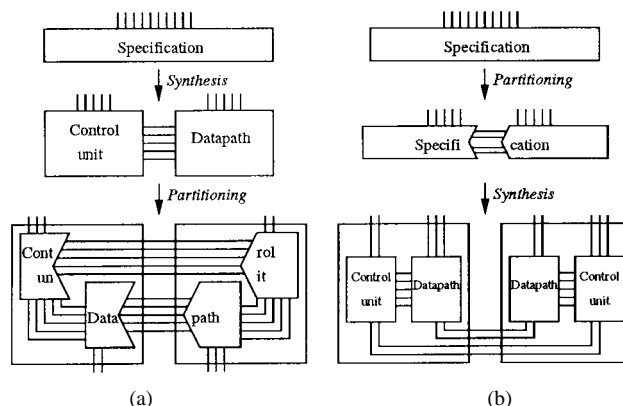 Specification
Synthesis
Control
unit
Datapath
Partitioning
Cont
un
rol
it
Data
path
(a)
Specification
Partitioning
Specifi
cation
Synthesis
Control
unit
Datapath
Datapath
Control
unit
(b)